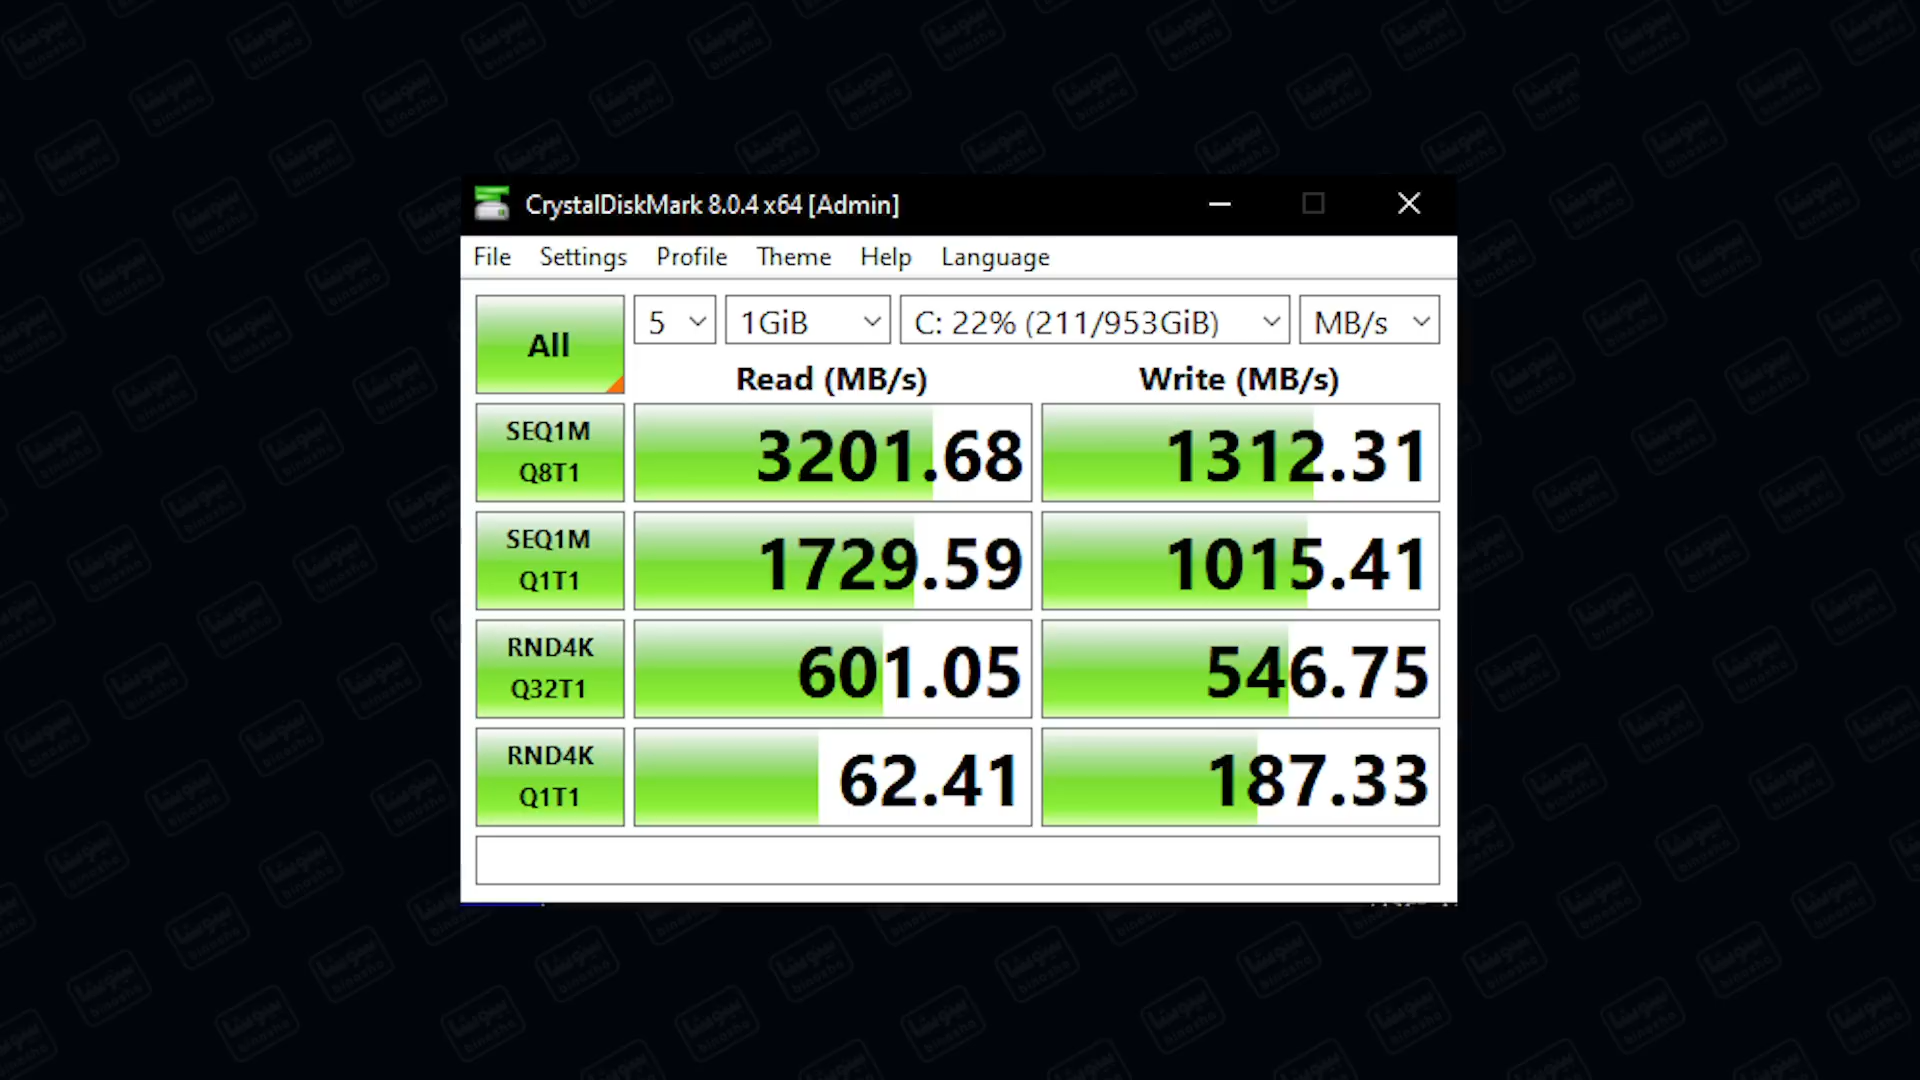 CrystalDiskMark 8.0.4 x64 [Admin]
File Settings Profile Theme Help Language
All
5 1GiB C: 22% (211/953GiB) MB/s
Read (MB/s) Write (MB/s)
SEQ1M
Q8T1
3201.68 1312.31
SEQ1M
Q1T1
1729.59 1015.41
RND4K
Q32T1
601.05 546.75
RND4K
Q1T1
62.41 187.33